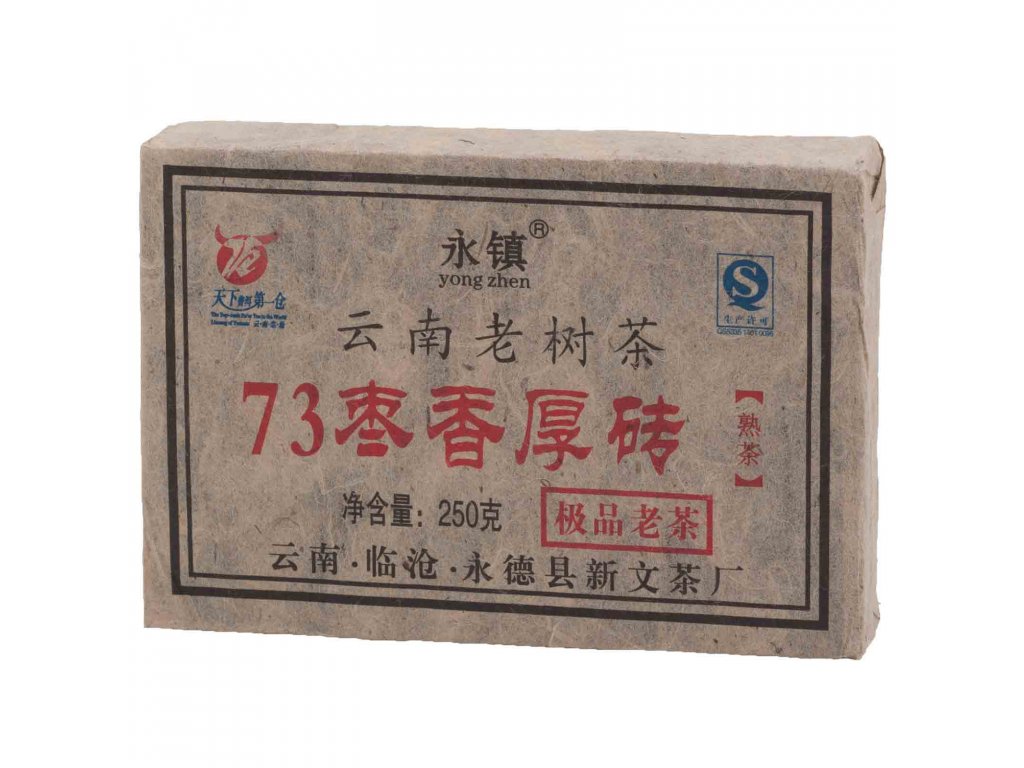 永镇®
yong zhen
天下普洱第一仓
云南老树茶
生产许可
73枣香厚砖
【熟茶】
净含量：250克
极品老茶
云南·临沧·永德县新文茶厂